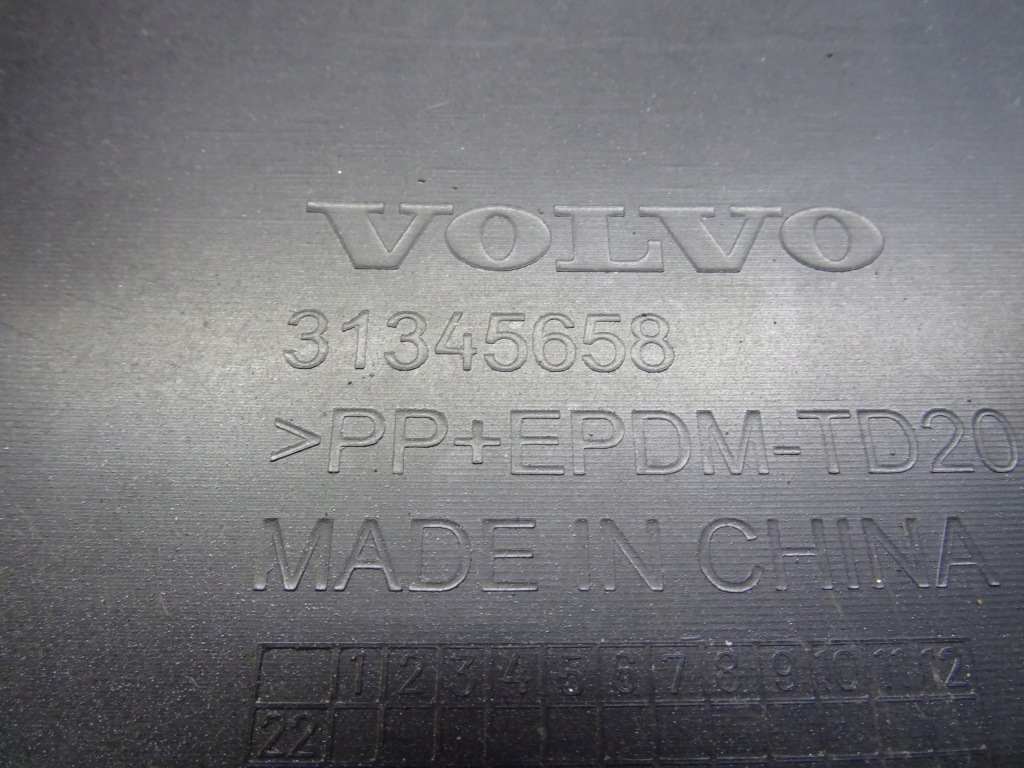 VOLVO
31345658
>PP+EPDM-TD20
MADE IN CHINA
1 2 3 4 5 6 7 8 9 10 11 12
22